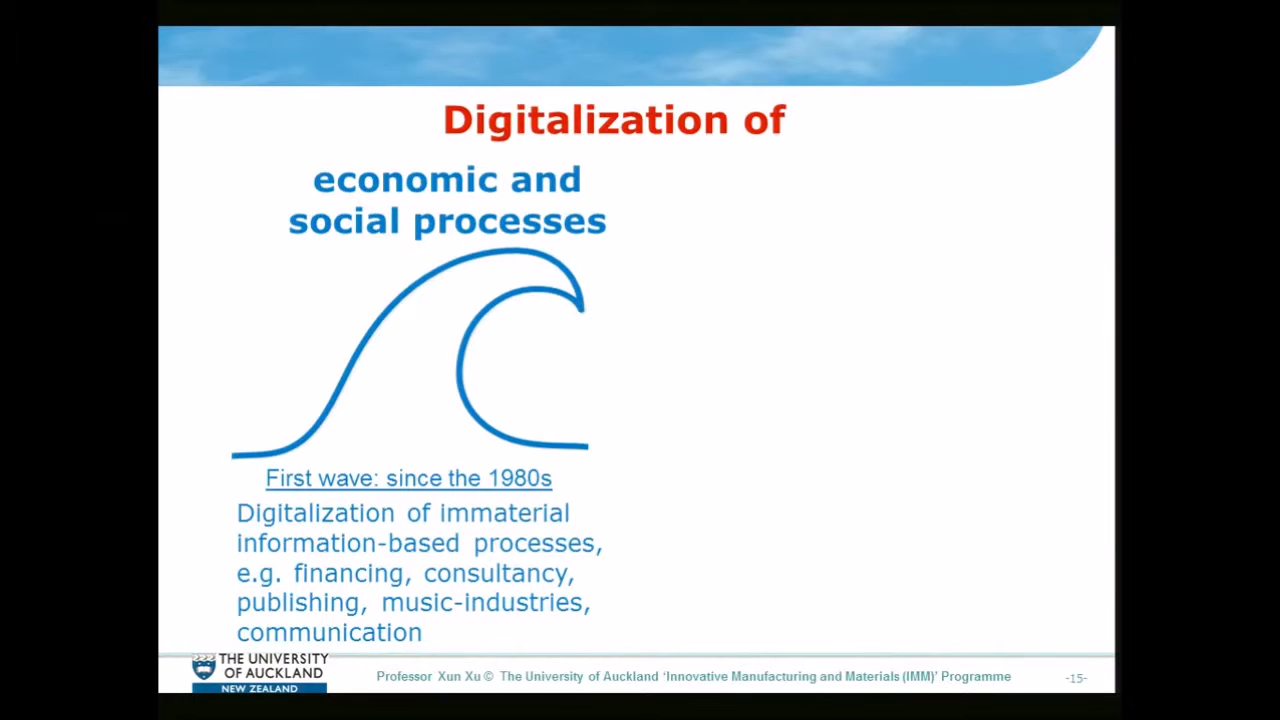 Digitalization of
economic and
social processes
First wave: since the 1980s
Digitalization of immaterial
information-based processes,
e.g. financing, consultancy,
publishing, music-industries,
communication
THE UNIVERSITY
OF AUCKLAND
NEW ZEALAND
Professor Xun Xu © The University of Auckland ‘Innovative Manufacturing and Materials (IMM)’ Programme
-15-